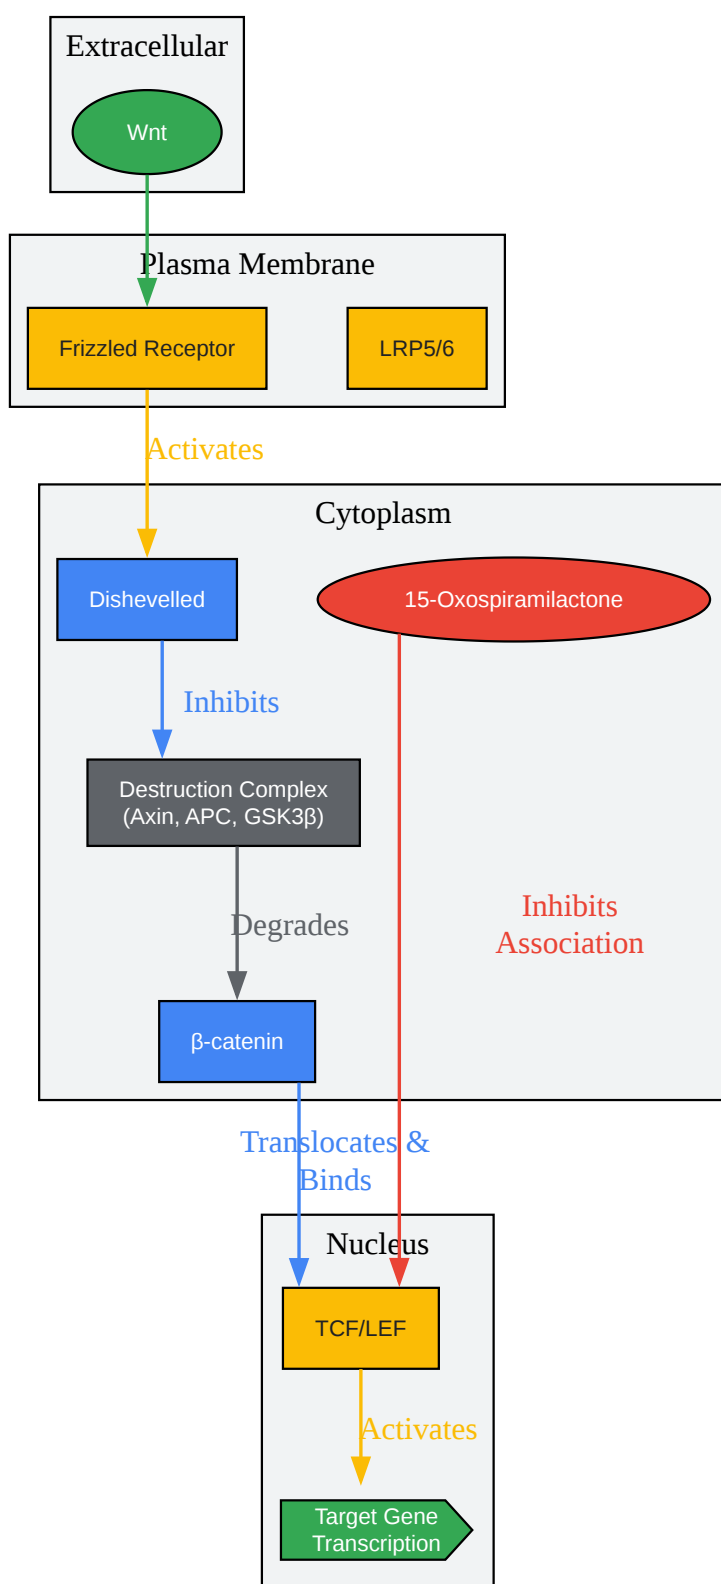 Extracellular
Wnt
Plasma Membrane
Frizzled Receptor
LRP5/6
Activates
Cytoplasm
Dishevelled
15-Oxospiramilactone
Inhibits
Destruction Complex
(Axin, APC, GSK3β)
Degrades
Inhibits
Association
β-catenin
Translocates &
Binds
Nucleus
TCF/LEF
Activates
Target Gene
Transcription